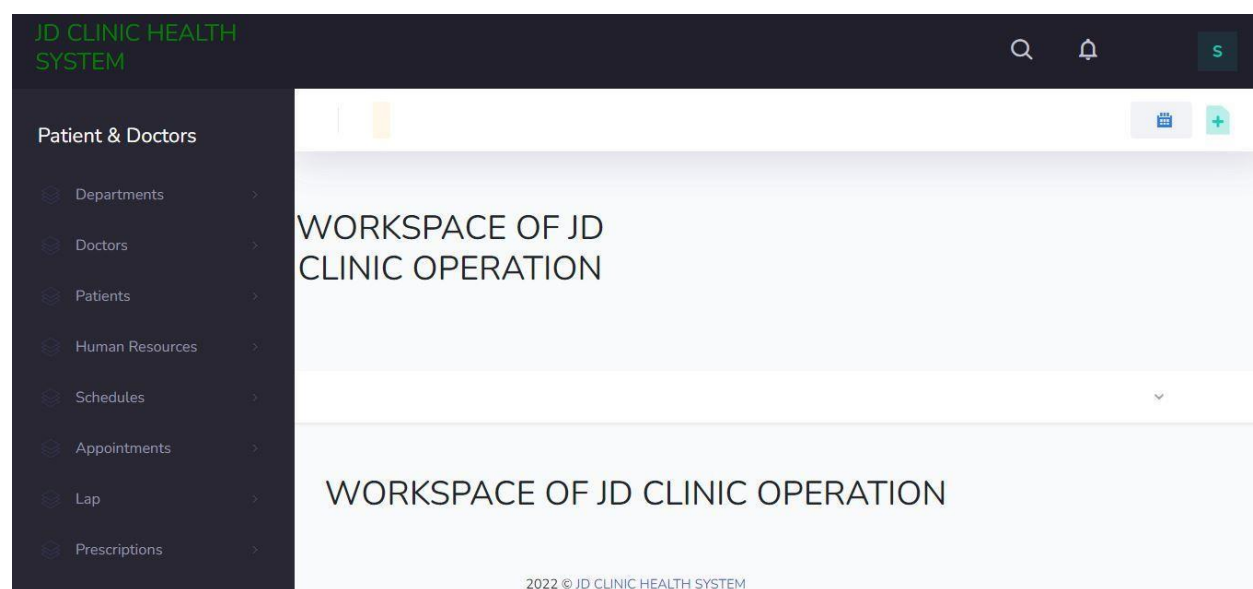 JD CLINIC HEALTH
SYSTEM
S
Patient & Doctors
Departments
Doctors
Patients
Human Resources
Schedules
Appointments
Lap
Prescriptions
WORKSPACE OF JD
CLINIC OPERATION
WORKSPACE OF JD CLINIC OPERATION
2022 © JD CLINIC HEALTH SYSTEM